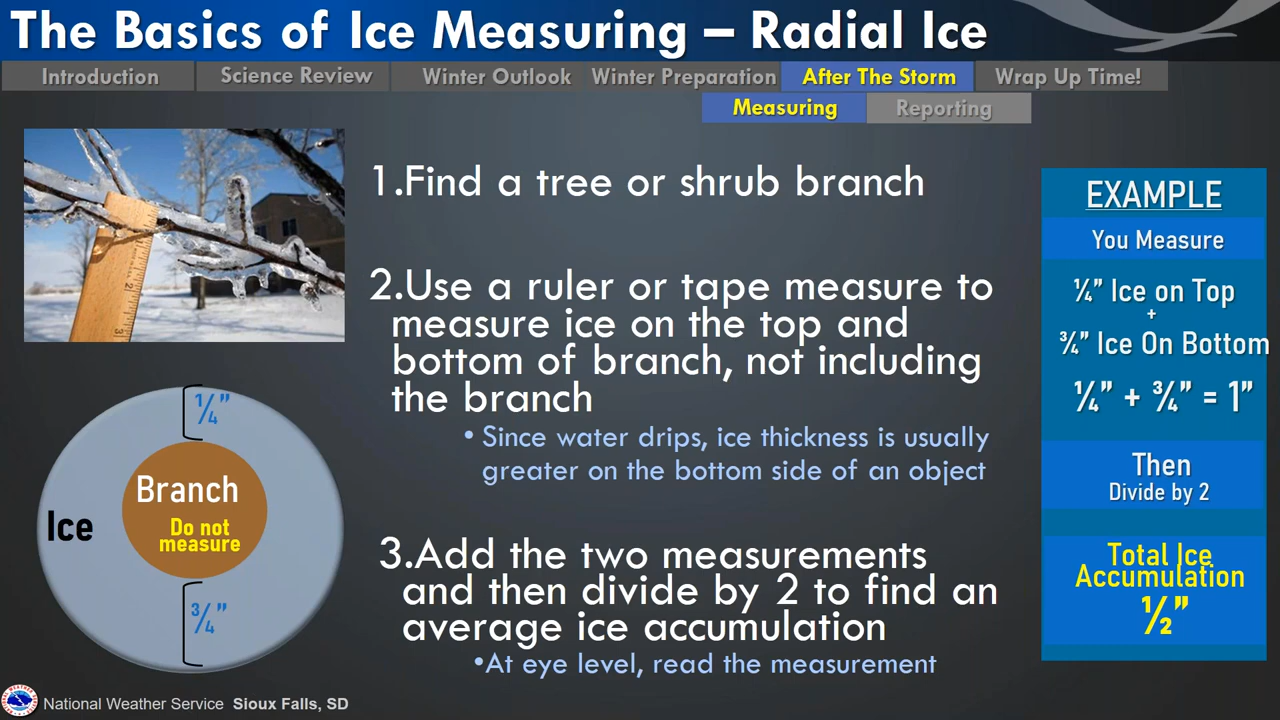 The Basics of Ice Measuring – Radial Ice
Introduction
Science Review
Winter Outlook
Winter Preparation
After The Storm
Wrap Up Time!
Measuring
Reporting
1.Find a tree or shrub branch
2.Use a ruler or tape measure to
measure ice on the top and
bottom of branch, not including
the branch
• Since water drips, ice thickness is usually
greater on the bottom side of an object
3.Add the two measurements
and then divide by 2 to find an
average ice accumulation
•At eye level, read the measurement
¼”
Branch
Do not
measure
Ice
¾”
EXAMPLE
You Measure
¼” Ice on Top
+
¾” Ice On Bottom
¼” + ¾” = 1”
Then
Divide by 2
Total Ice
Accumulation
½”
National Weather Service Sioux Falls, SD